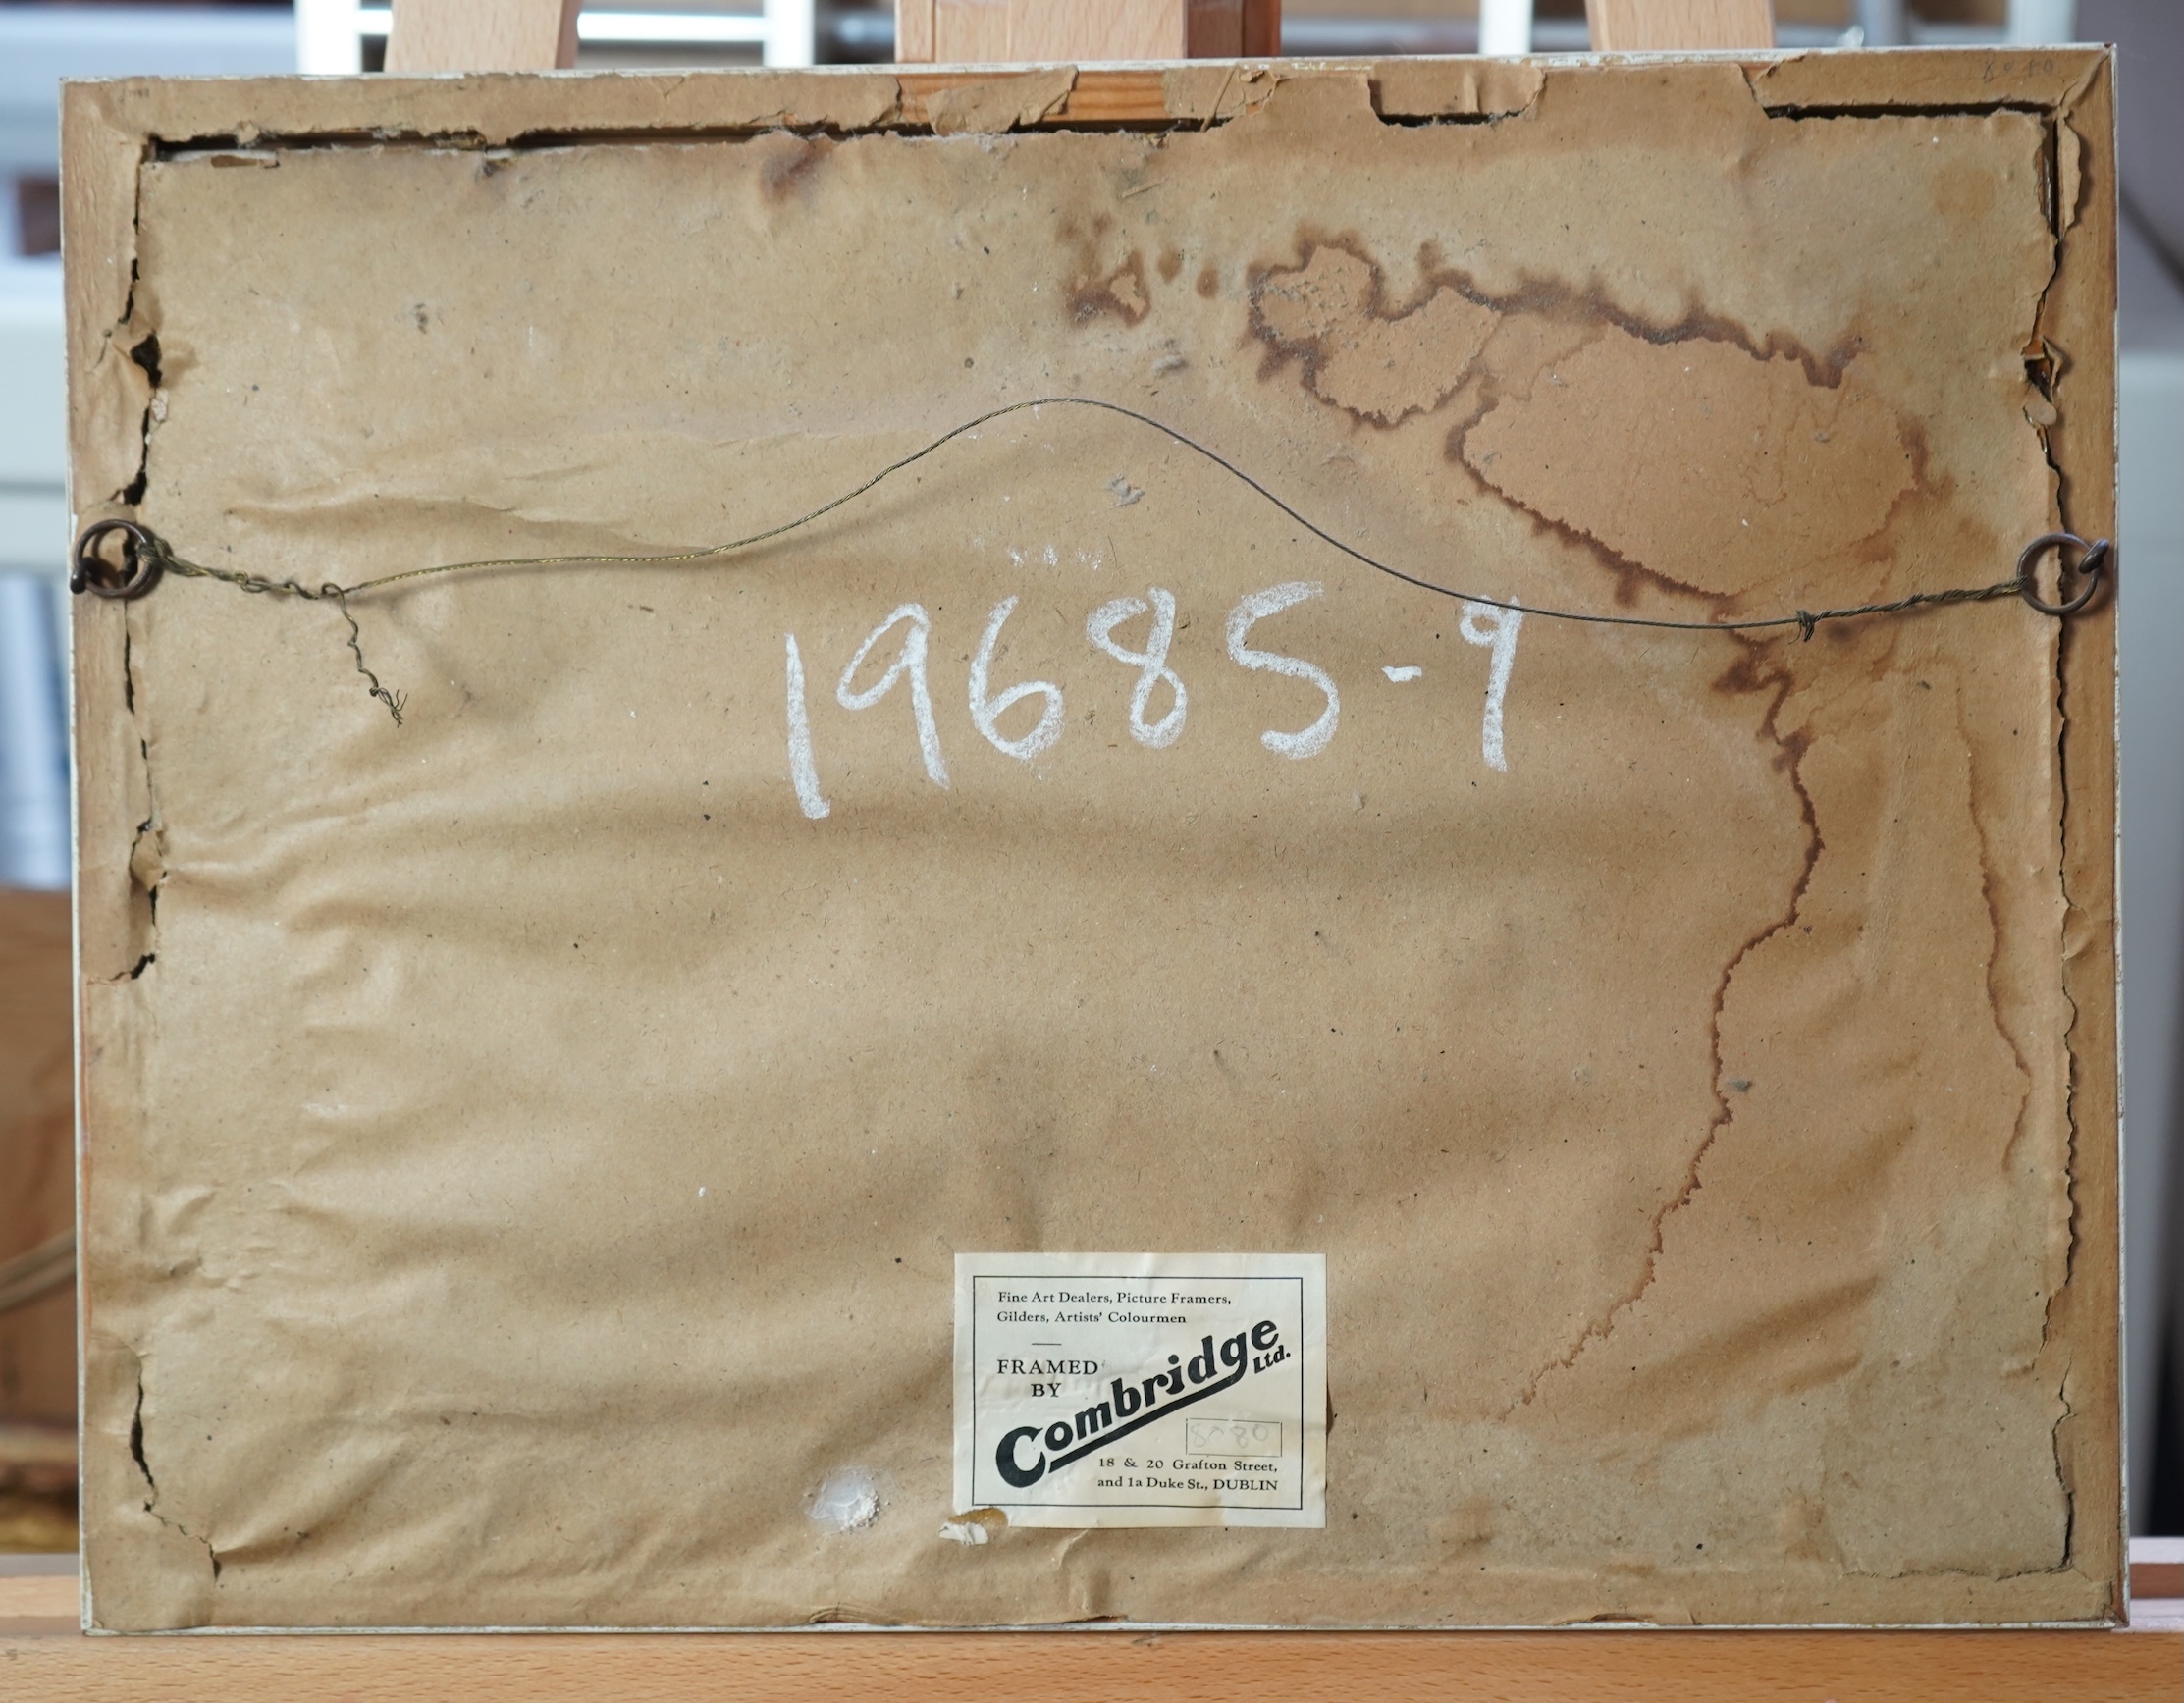 19685-9
Fine Art Dealers, Picture Framers,
Gilders, Artists' Colourmen
FRAMED
BY
Combridge
Ltd.
18 & 20 Grafton Street,
and 1a Duke St., DUBLIN